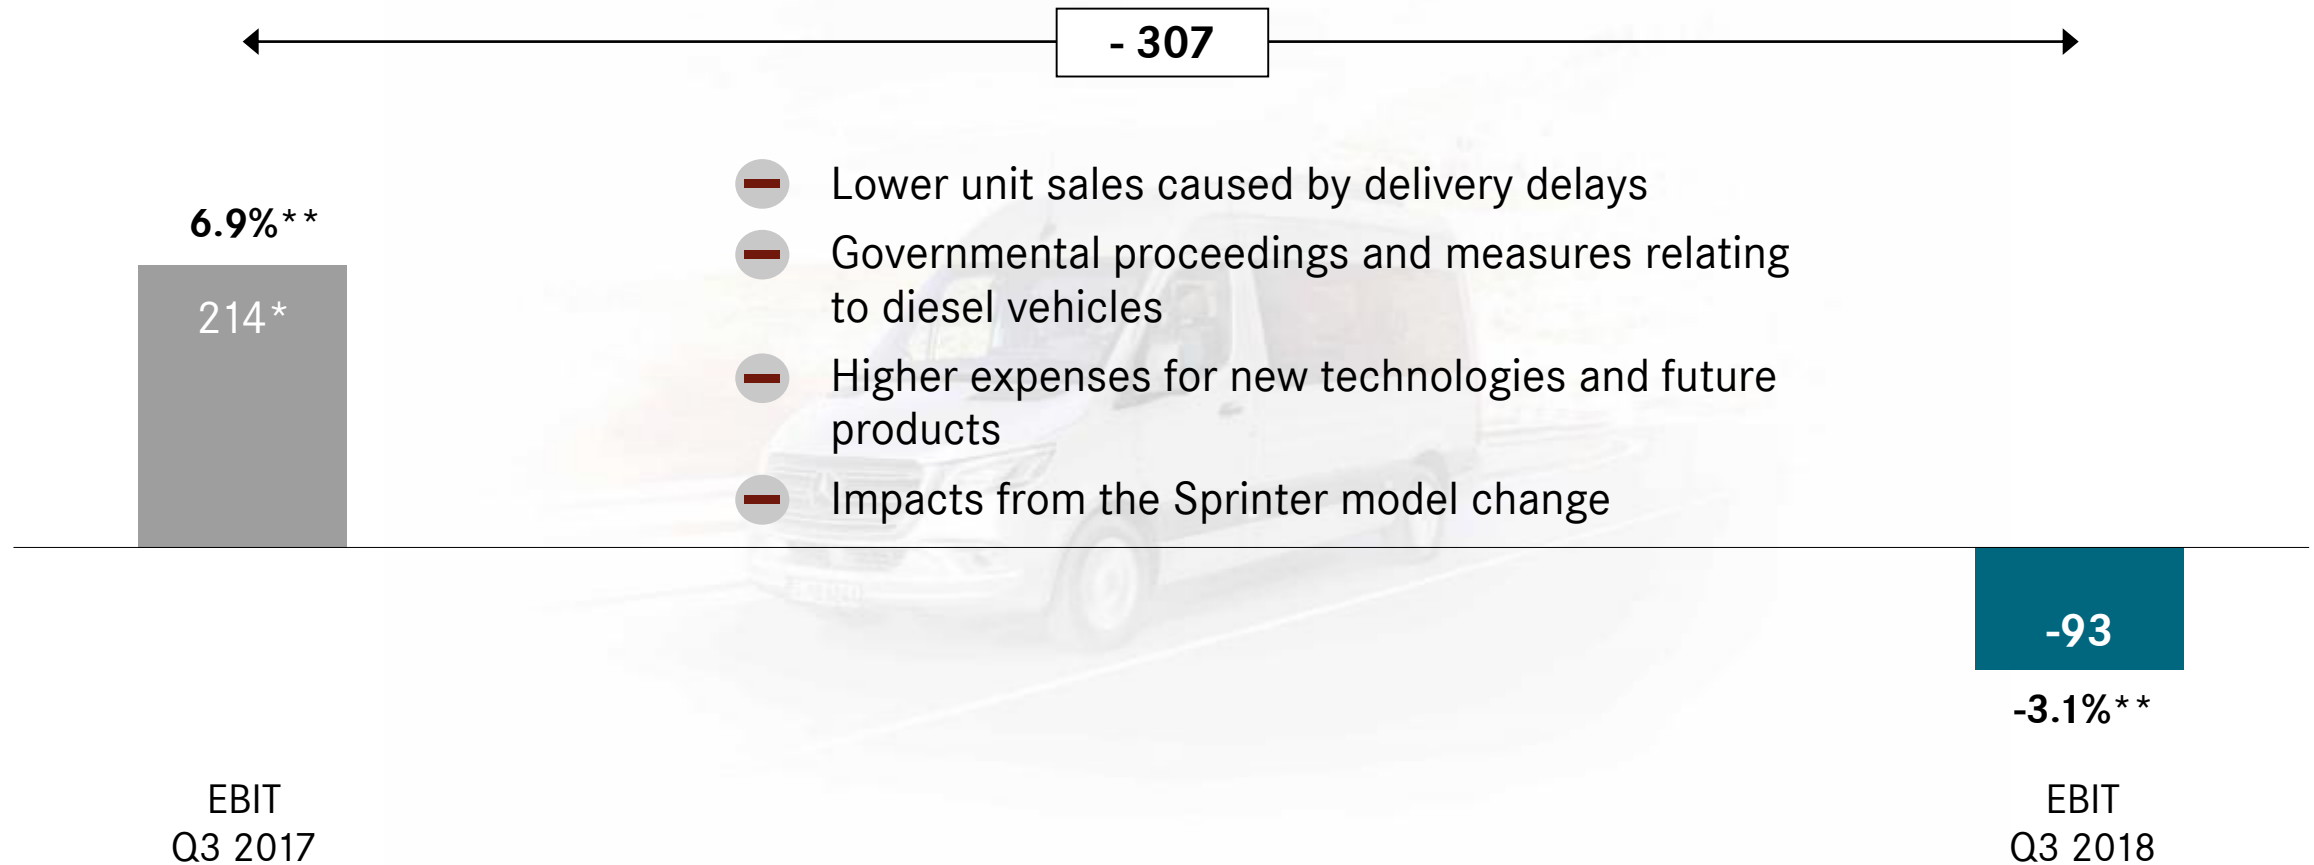 - 307
6.9%**
214*
Lower unit sales caused by delivery delays
Governmental proceedings and measures relating
to diesel vehicles
Higher expenses for new technologies and future
products
Impacts from the Sprinter model change
-93
-3.1%**
EBIT
Q3 2017
EBIT
Q3 2018